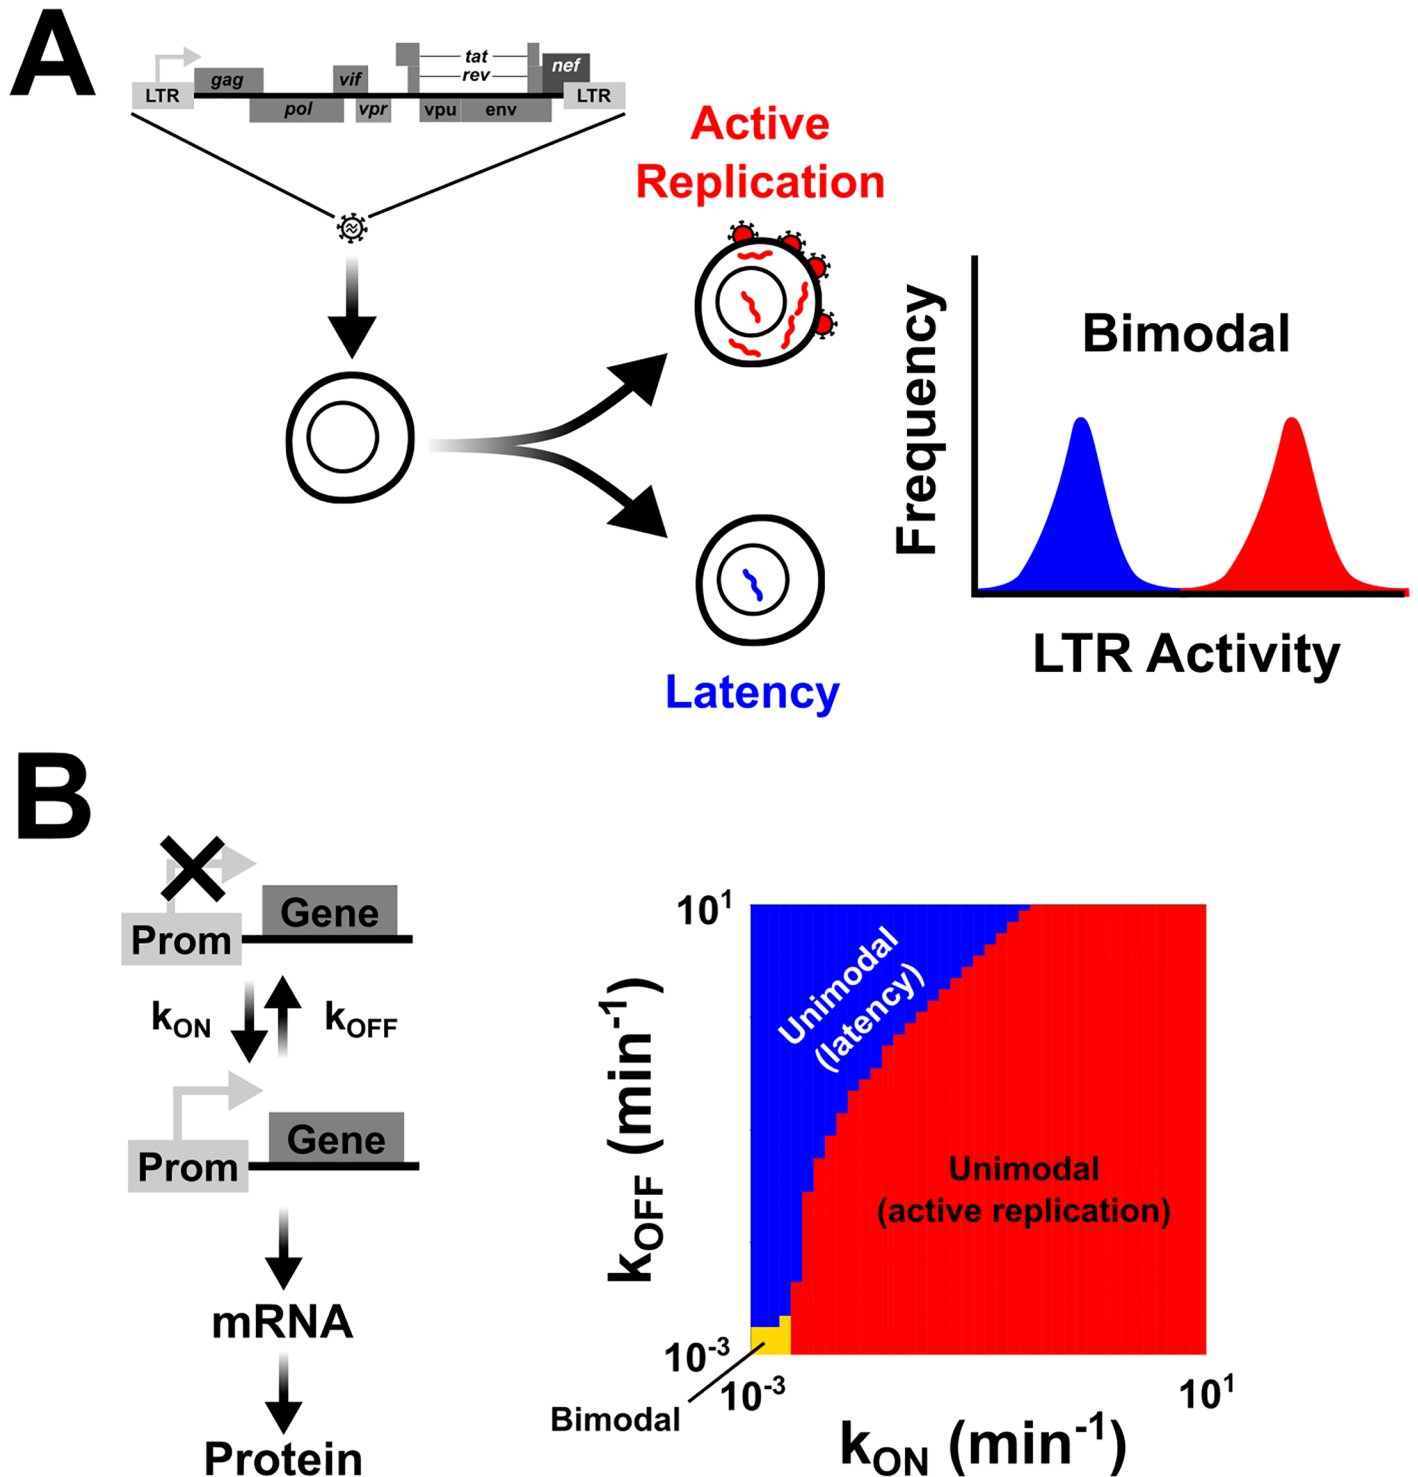 A
tat
rev
nef
gag
vif
LTR
LTR
pol
vpr
vpu
env
Active
Replication
Latency
Frequency
Bimodal
LTR Activity
B
Gene
Prom
kON
kOFF
Gene
Prom
mRNA
Protein
10¹
kOFF (min⁻¹)
Unimodal
(latency)
Unimodal
(active replication)
10⁻³
10⁻³
10¹
Bimodal
kON (min⁻¹)